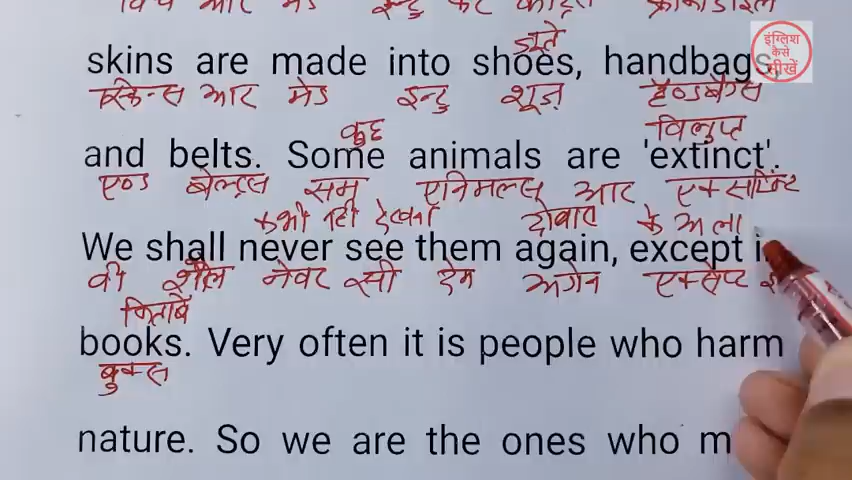 इंग्लिश
कैसे
सीखें
जूते
skins are made into shoes, handbags,
स्किन्स आर मेड इन्टु शूज़ हैण्डबैग्स
कुछ विलुप्त
and belts. Some animals are 'extinct'.
एण्ड बेल्ट्स सम एनिमल्स आर एक्सटिंक्ट
कभी नहीं देखना दोबारा के अला
We shall never see them again, except i
वी शैल नेवर सी देम अगेन एक्सेप्ट
किताबें
books. Very often it is people who harm
बुक्स
nature. So we are the ones who m